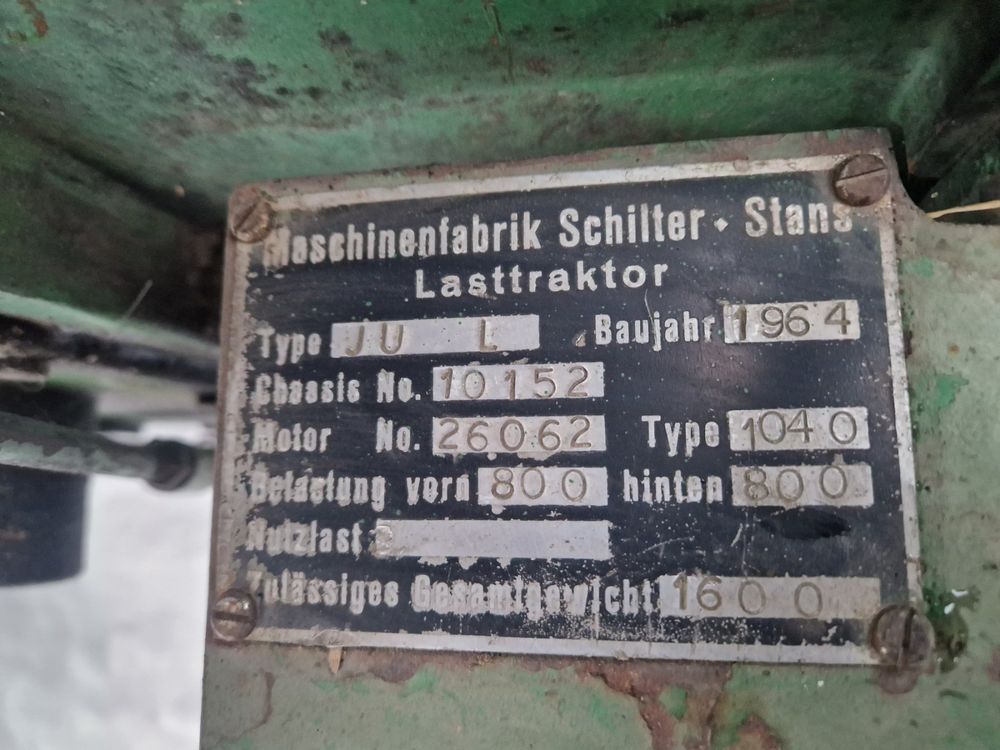 Maschinenfabrik Schilter • Stans
Lasttraktor
Type JU L Baujahr 1964
Chassis No. 10152
Motor No. 26062 Type 1040
Belastung vorn 800 hinten 800
Nutzlast
Zulässiges Gesamtgewicht 1600